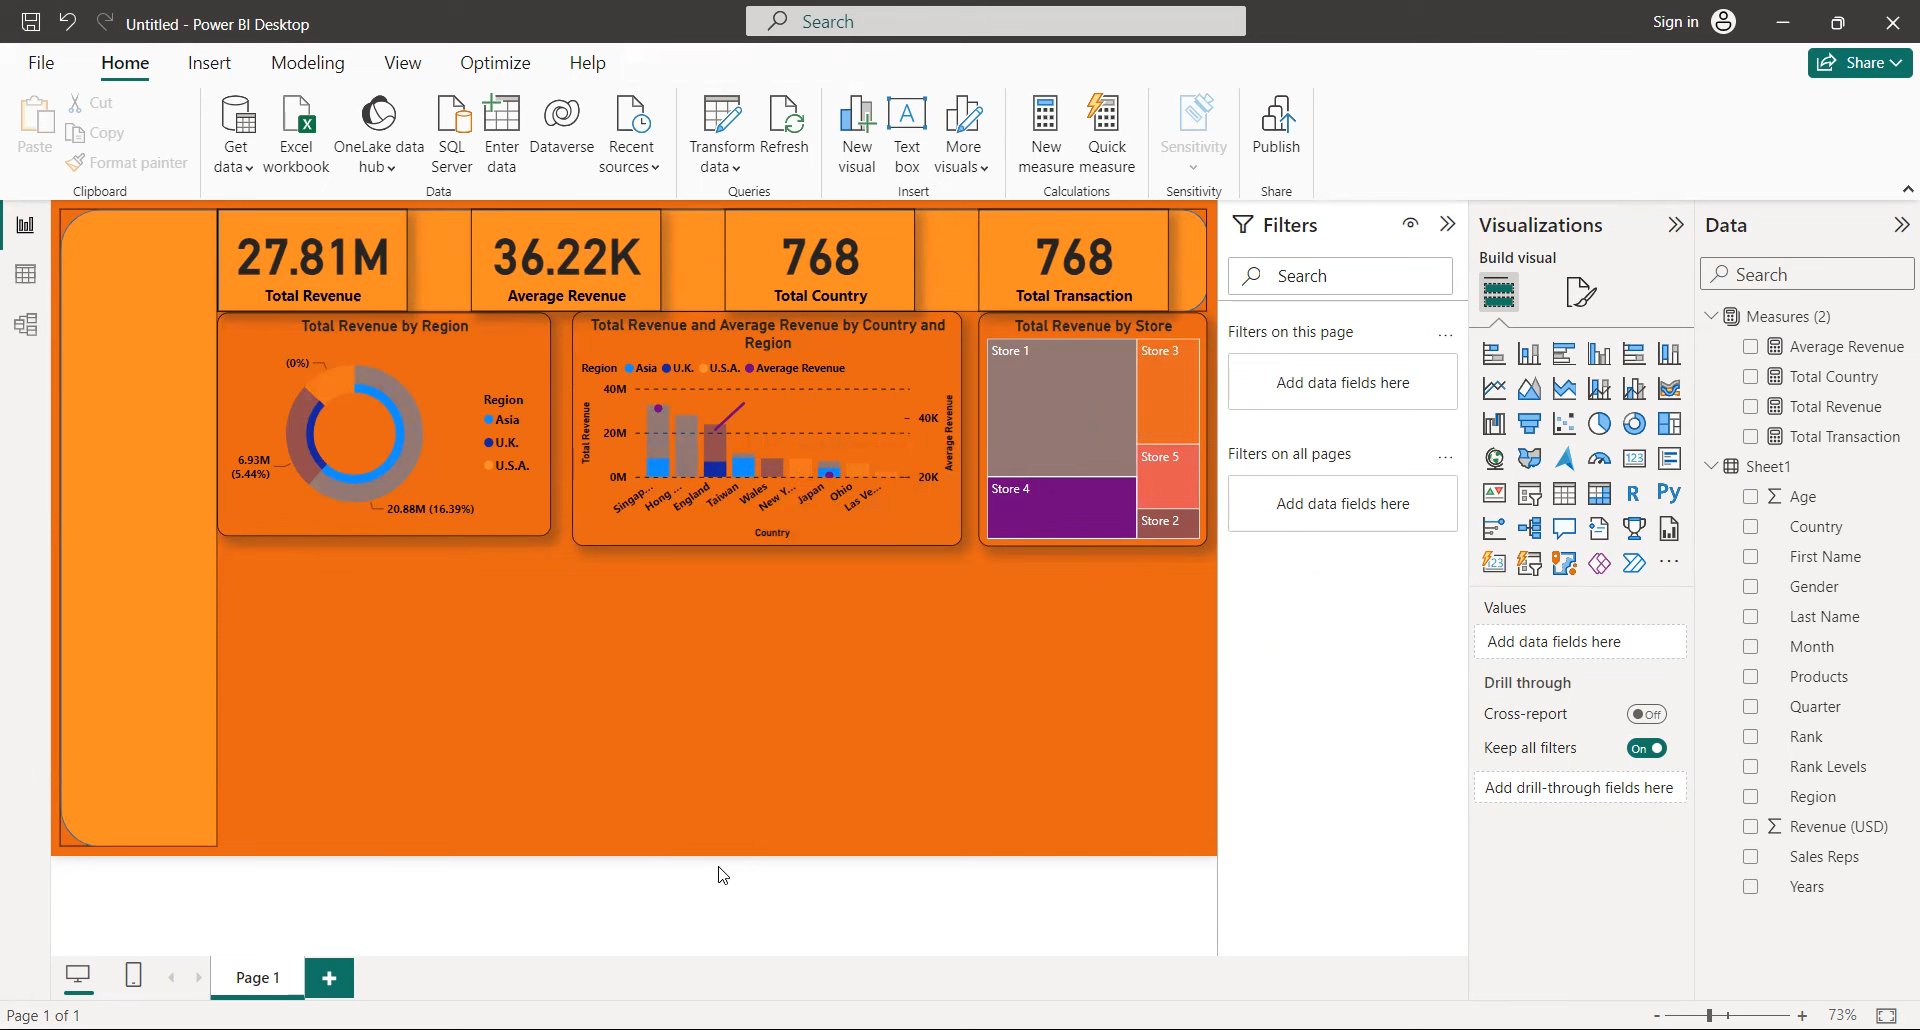 Untitled - Power BI Desktop
Search
Sign in
File Home Insert Modeling View Optimize Help
Share
Paste
Cut
Copy
Format painter
Clipboard
Get data
Excel workbook
OneLake data hub
SQL Server
Enter data
Dataverse
Recent sources
Data
Transform data
Refresh
Queries
New visual
Text box
More visuals
Insert
New measure
Quick measure
Calculations
Sensitivity
Sensitivity
Publish
Share
27.81M
Total Revenue
36.22K
Average Revenue
768
Total Country
768
Total Transaction
Total Revenue by Region
(0%)
6.93M
(5.44%)
20.88M (16.39%)
Region
Asia
U.K.
U.S.A.
Total Revenue and Average Revenue by Country and
Region
Region Asia U.K. U.S.A. Average Revenue
Total Revenue
40M
20M
0M
40K
20K
Average Revenue
Singap... Hong ... England Taiwan Wales New Y... Japan Ohio Las Ve...
Country
Total Revenue by Store
Store 1
Store 3
Store 5
Store 4
Store 2
Filters
Search
Filters on this page
...
Add data fields here
Filters on all pages
...
Add data fields here
Visualizations
Build visual
123
R
Py
123
...
Values
Add data fields here
Drill through
Cross-report
Off
Keep all filters
On
Add drill-through fields here
Data
Search
Measures (2)
Average Revenue
Total Country
Total Revenue
Total Transaction
Sheet1
Σ Age
Country
First Name
Gender
Last Name
Month
Products
Quarter
Rank
Rank Levels
Region
Σ Revenue (USD)
Sales Reps
Years
Page 1
+
Page 1 of 1
- + 73%